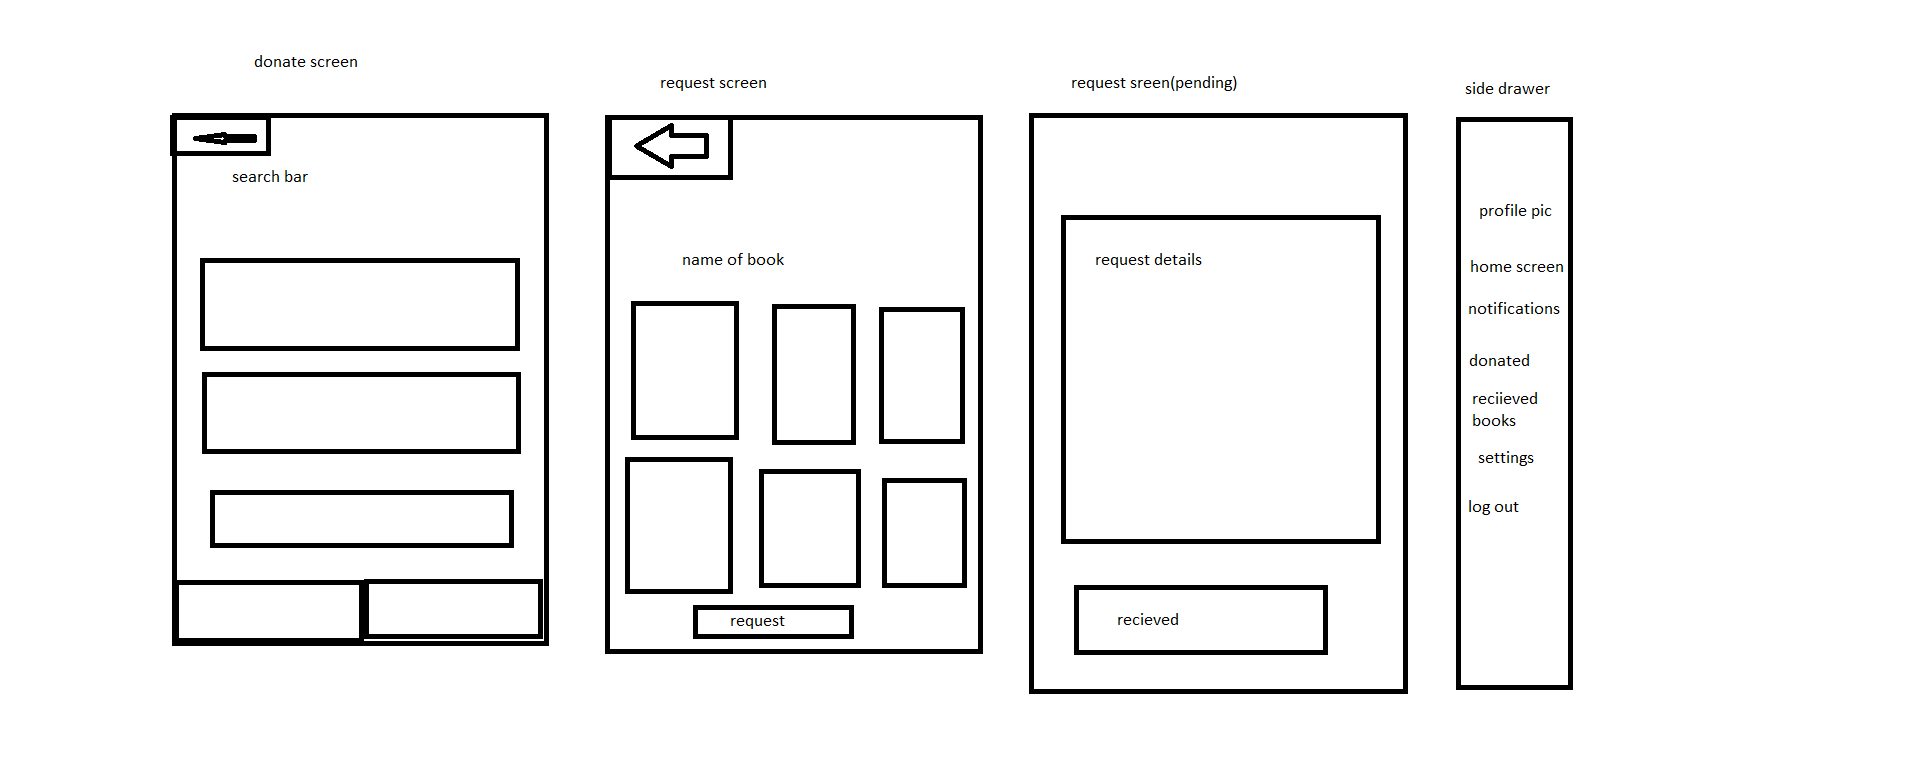 donate screen
search bar
request screen
name of book
request
request sreen(pending)
request details
recieved
side drawer
profile pic
home screen
notifications
donated
reciieved
books
settings
log out